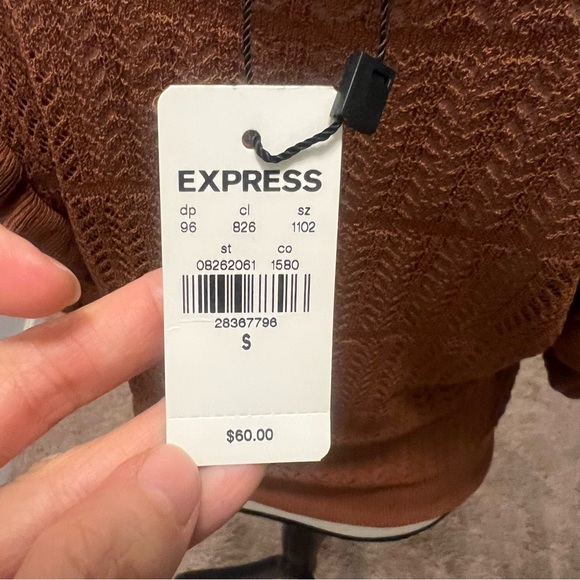 EXPRESS
dp cl sz
96 826 1102
st co
08262061 1580
28367796
S
$60.00